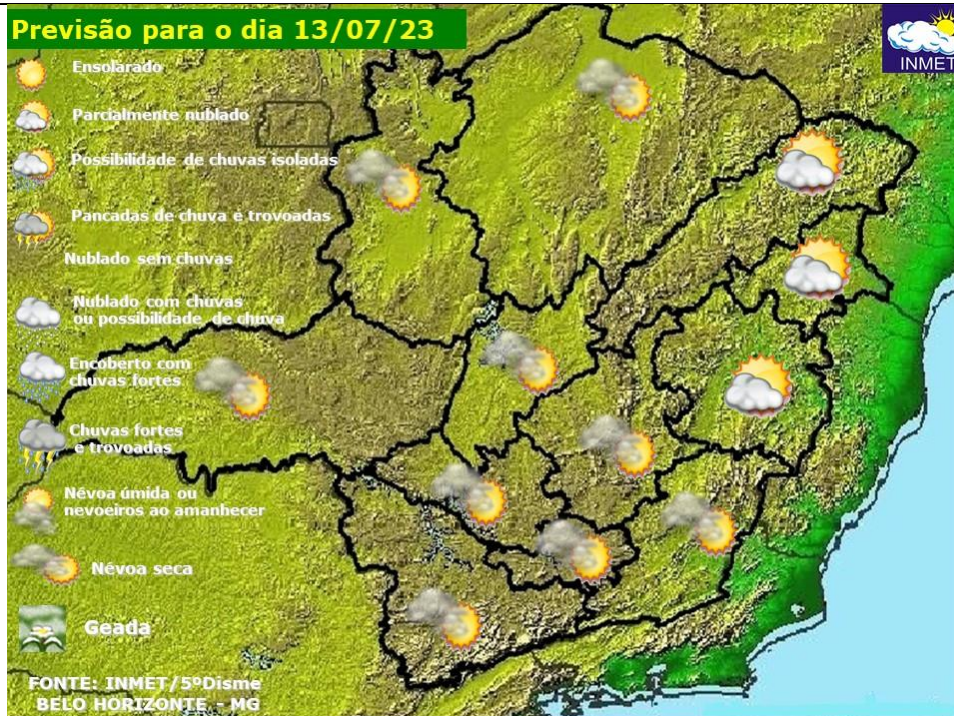 Previsão para o dia 13/07/23
INMET
Ensolarado
Parcialmente nublado
Possibilidade de chuvas isoladas
Pancadas de chuva e trovoadas
Nublado sem chuvas
Nublado com chuvas
ou possibilidade de chuva
Encoberto com
chuvas fortes
Chuvas fortes
e trovoadas
Névoa úmida ou
nevoeiros ao amanhecer
Névoa seca
Geada
FONTE: INMET/5ºDisme
BELO HORIZONTE - MG